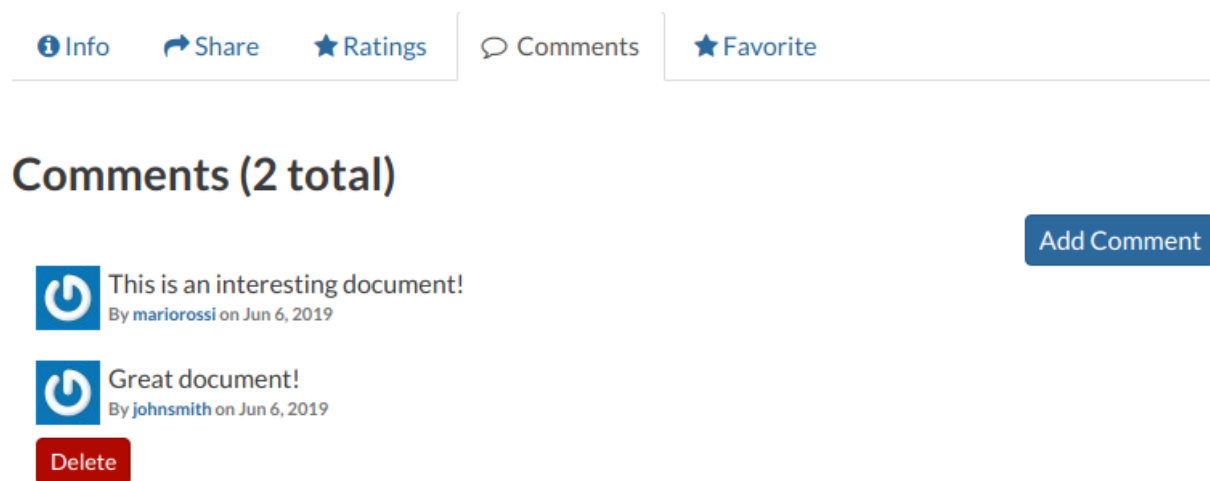 Info Share Ratings Comments Favorite
Comments (2 total)
Add Comment
This is an interesting document!
By mariorossi on Jun 6, 2019
Great document!
By johnsmith on Jun 6, 2019
Delete